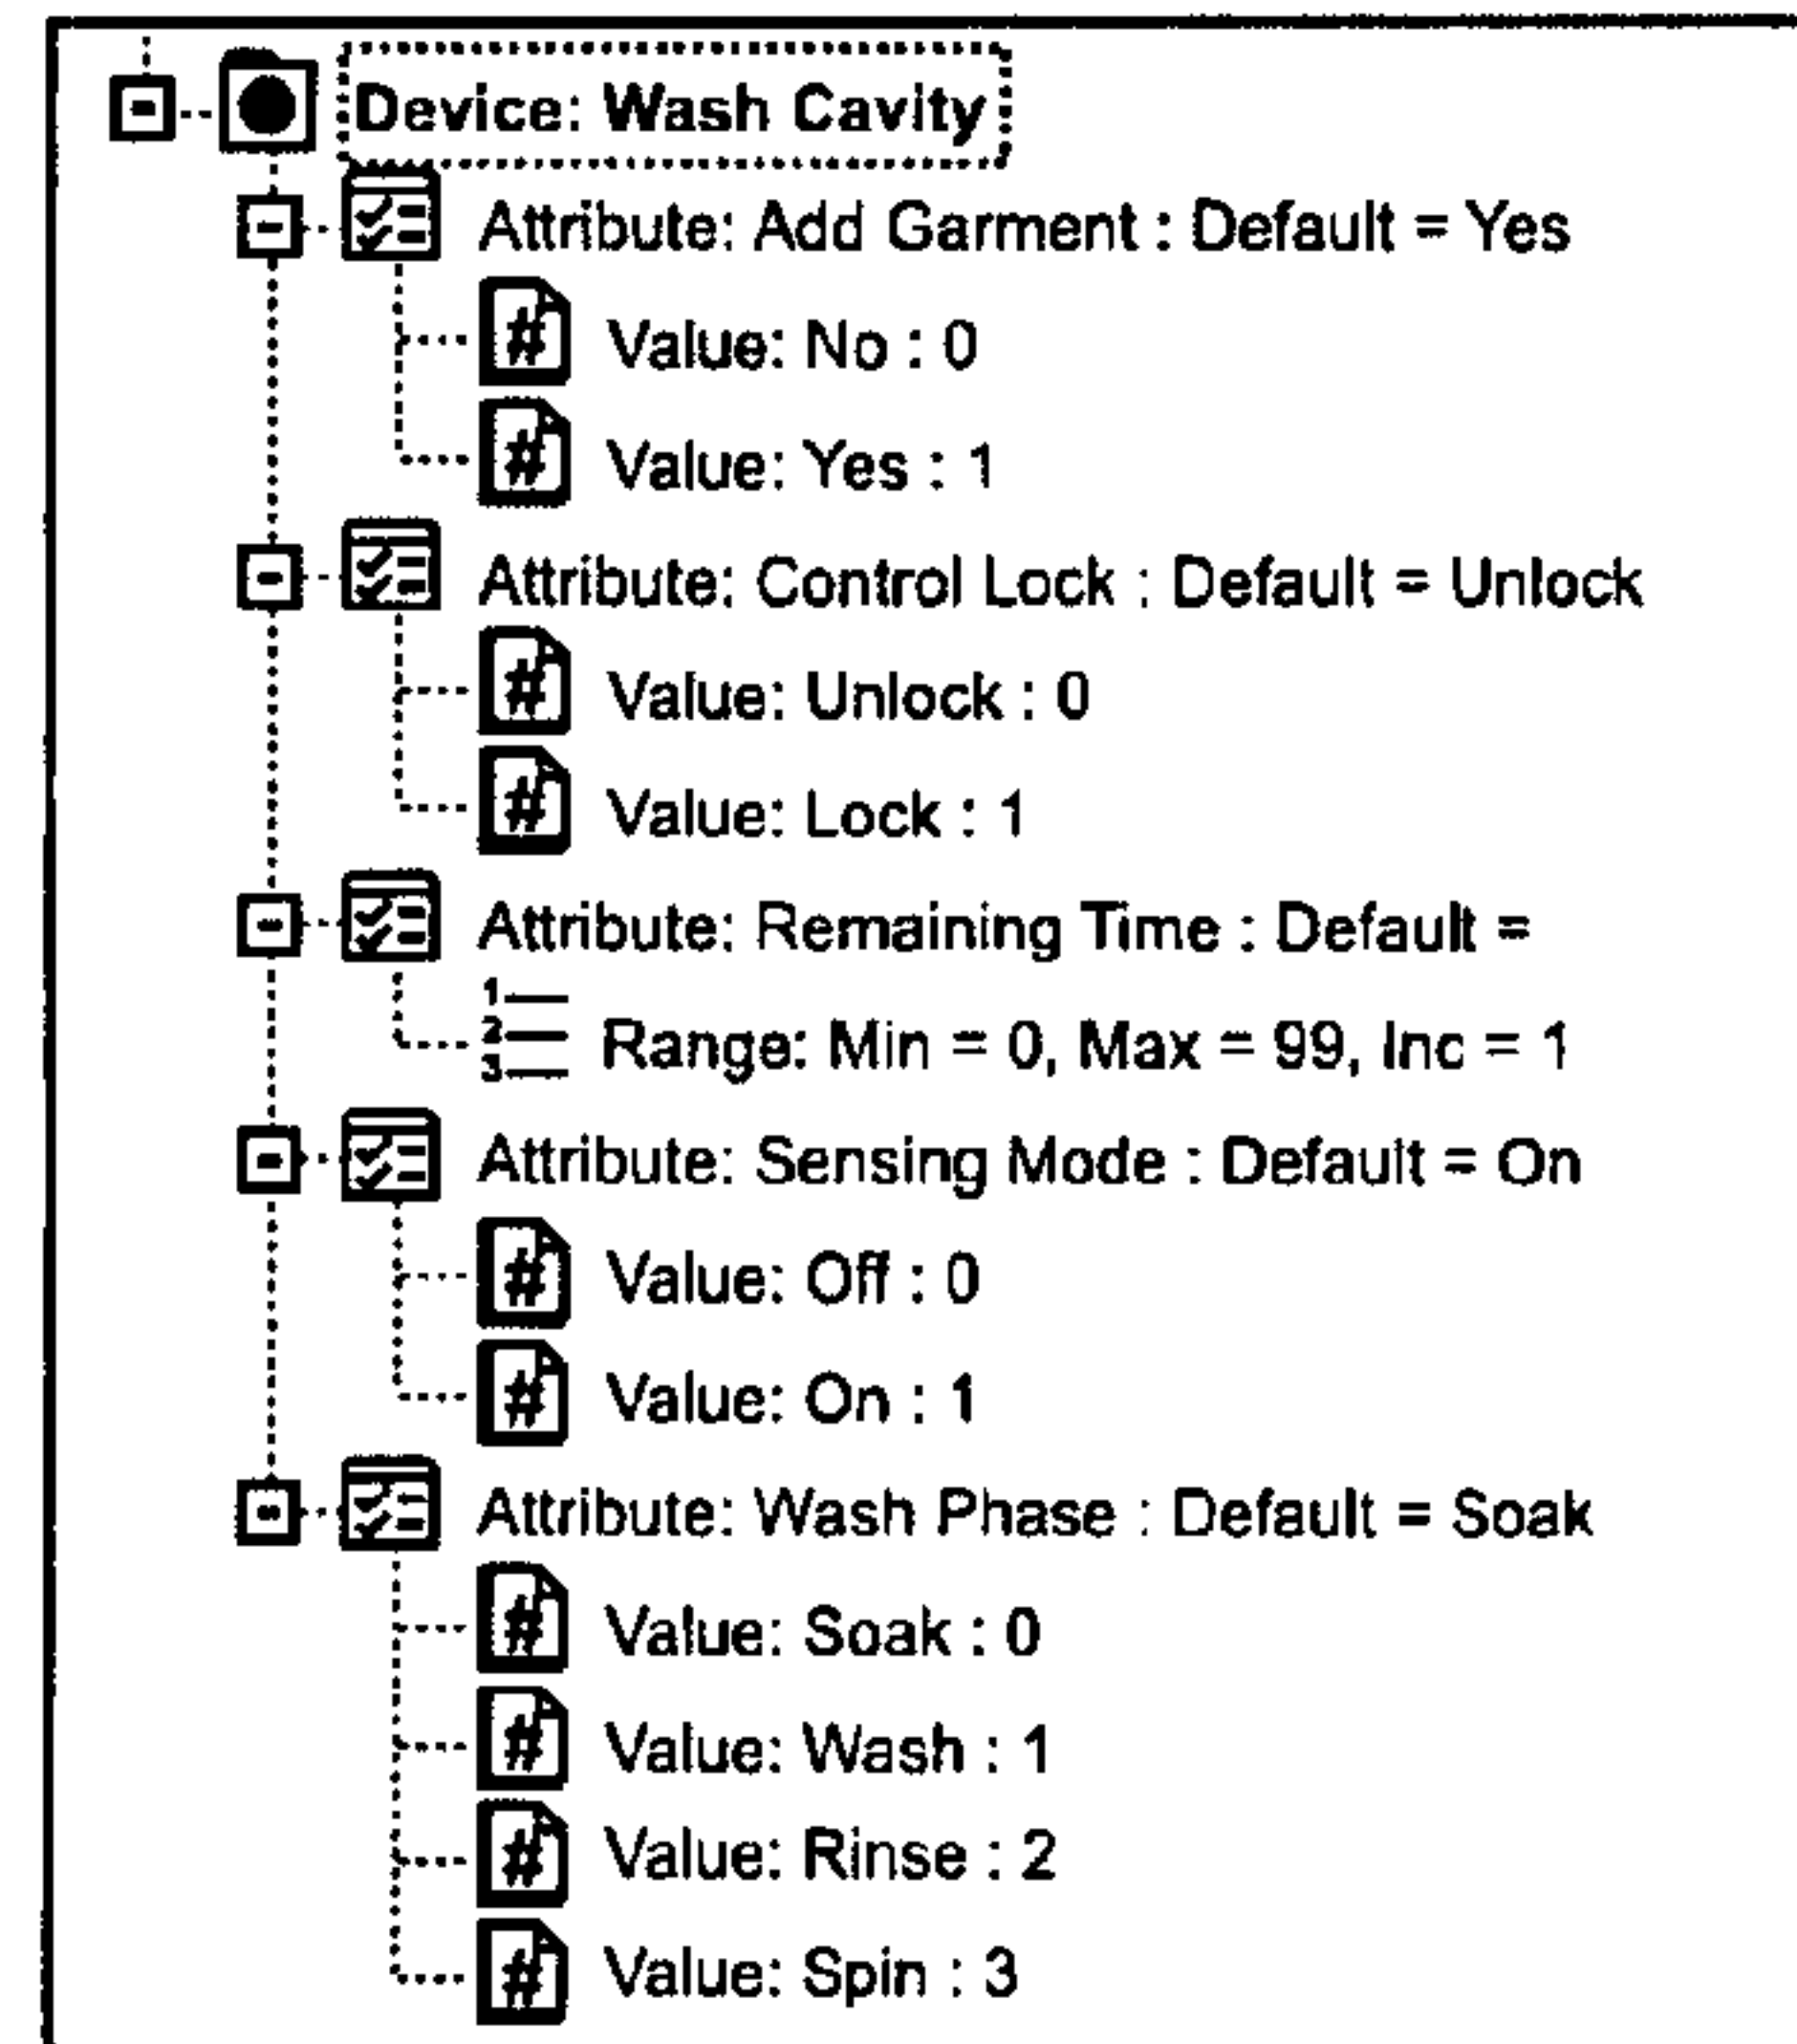 Device: Wash Cavity
Attribute: Add Garment : Default = Yes
# Value: No : 0
# Value: Yes : 1
Attribute: Control Lock : Default = Unlock
# Value: Unlock : 0
# Value: Lock : 1
Attribute: Remaining Time : Default =
1 2 3 Range: Min = 0, Max = 99, Inc = 1
Attribute: Sensing Mode : Default = On
# Value: Off : 0
# Value: On : 1
Attribute: Wash Phase : Default = Soak
# Value: Soak : 0
# Value: Wash : 1
# Value: Rinse : 2
# Value: Spin : 3